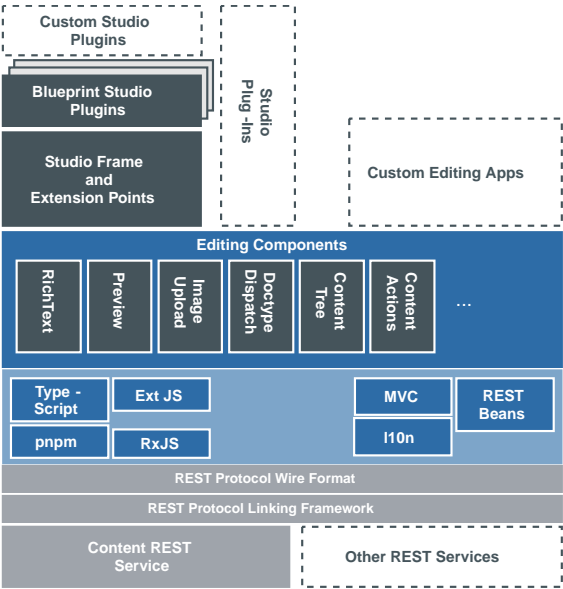 Custom Studio
Plugins
Blueprint Studio
Plugins
Studio Frame
and
Extension Points
Studio
Plug -Ins
Custom Editing Apps
Editing Components
RichText
Preview
Image
Upload
Doctype
Dispatch
Content
Tree
Content
Actions
...
Type -
Script
Ext JS
pnpm
RxJS
MVC
l10n
REST
Beans
REST Protocol Wire Format
REST Protocol Linking Framework
Content REST
Service
Other REST Services